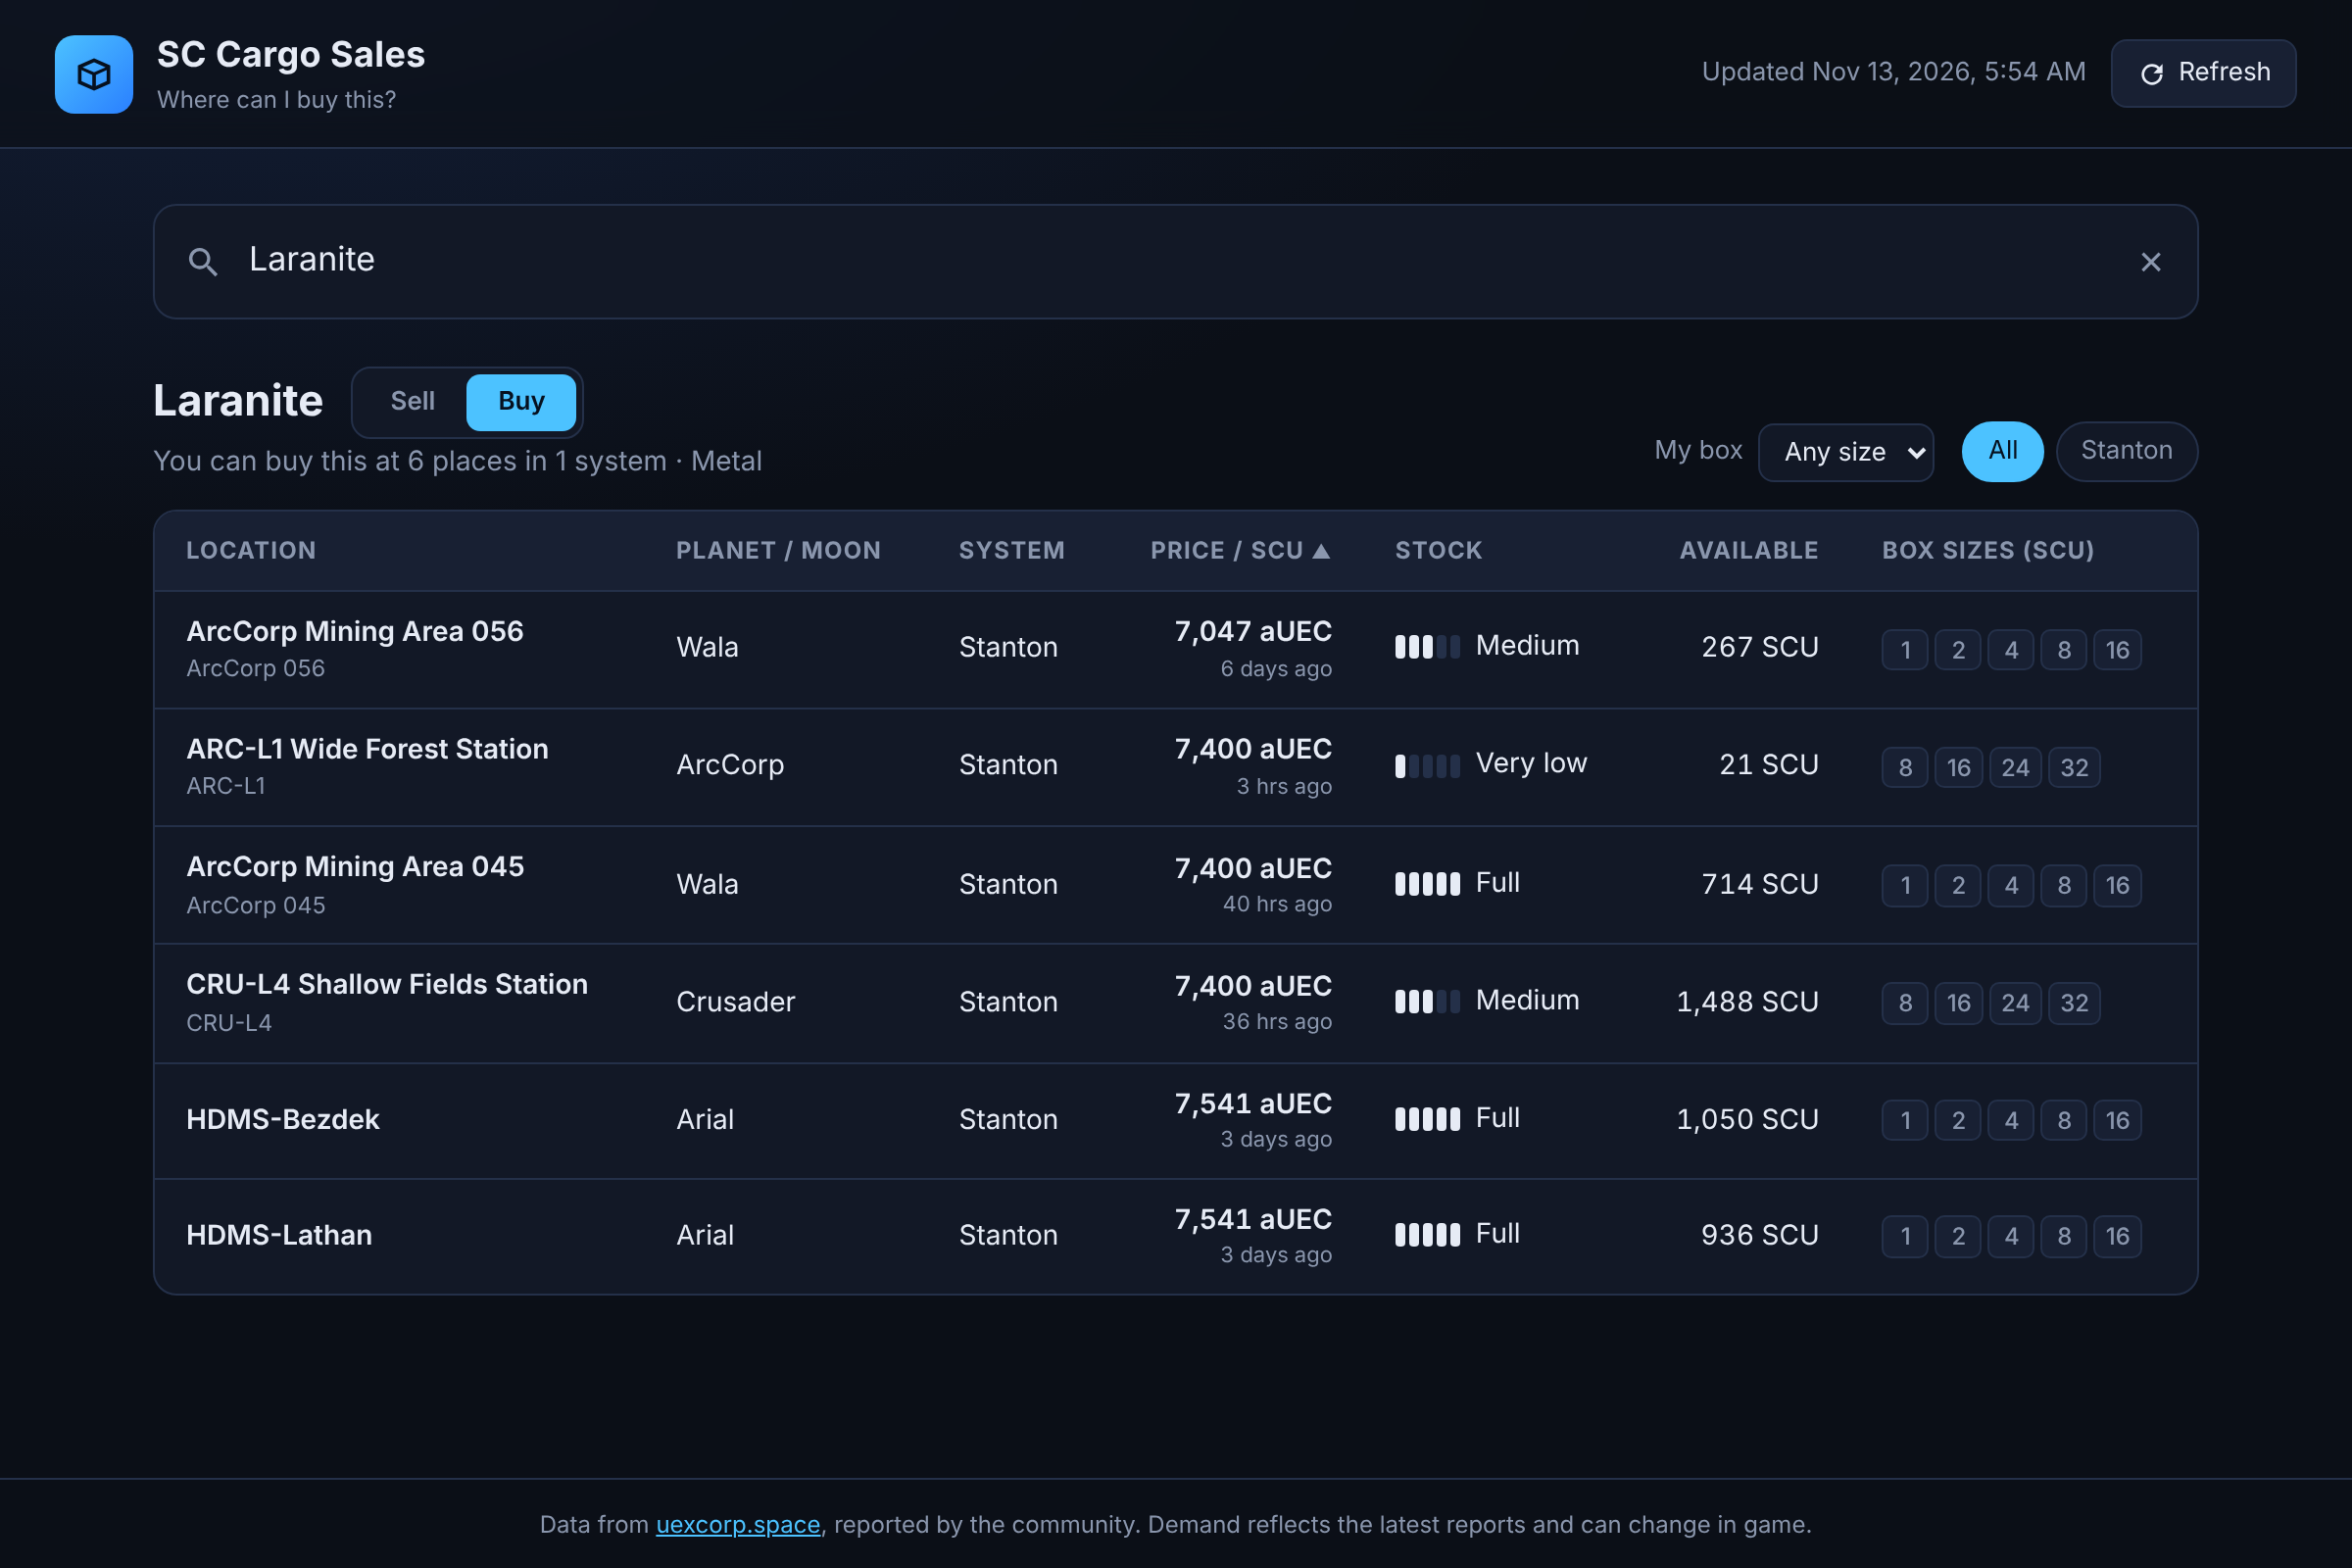 SC Cargo Sales
Where can I buy this?
Updated Nov 13, 2026, 5:54 AM
Refresh
Laranite
Laranite
Sell
Buy
You can buy this at 6 places in 1 system · Metal
My box
Any size
All
Stanton
LOCATION PLANET / MOON SYSTEM PRICE / SCU ▲ STOCK AVAILABLE BOX SIZES (SCU)
ArcCorp Mining Area 056
ArcCorp 056
Wala
Stanton
7,047 aUEC
6 days ago
Medium
267 SCU
1 2 4 8 16
ARC-L1 Wide Forest Station
ARC-L1
ArcCorp
Stanton
7,400 aUEC
3 hrs ago
Very low
21 SCU
8 16 24 32
ArcCorp Mining Area 045
ArcCorp 045
Wala
Stanton
7,400 aUEC
40 hrs ago
Full
714 SCU
1 2 4 8 16
CRU-L4 Shallow Fields Station
CRU-L4
Crusader
Stanton
7,400 aUEC
36 hrs ago
Medium
1,488 SCU
8 16 24 32
HDMS-Bezdek
Arial
Stanton
7,541 aUEC
3 days ago
Full
1,050 SCU
1 2 4 8 16
HDMS-Lathan
Arial
Stanton
7,541 aUEC
3 days ago
Full
936 SCU
1 2 4 8 16
Data from uexcorp.space, reported by the community. Demand reflects the latest reports and can change in game.